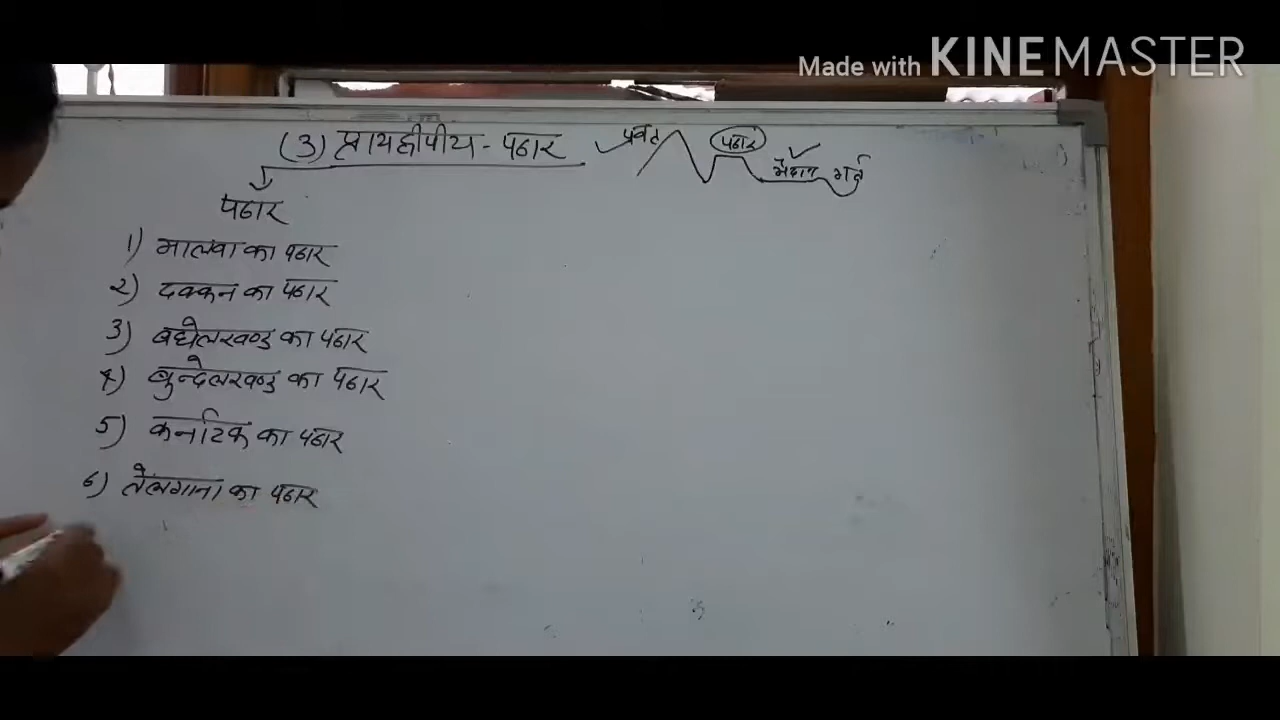 Made with KINEMASTER
(3) प्रायद्वीपीय - पठार
पर्वत पठार मैदान गर्त
पठार
1) मालवा का पठार
2) दक्कन का पठार
3) बघेलखण्ड का पठार
4) बुन्देलखण्ड का पठार
5) कर्नाटक का पठार
6) तेलंगाना का पठार